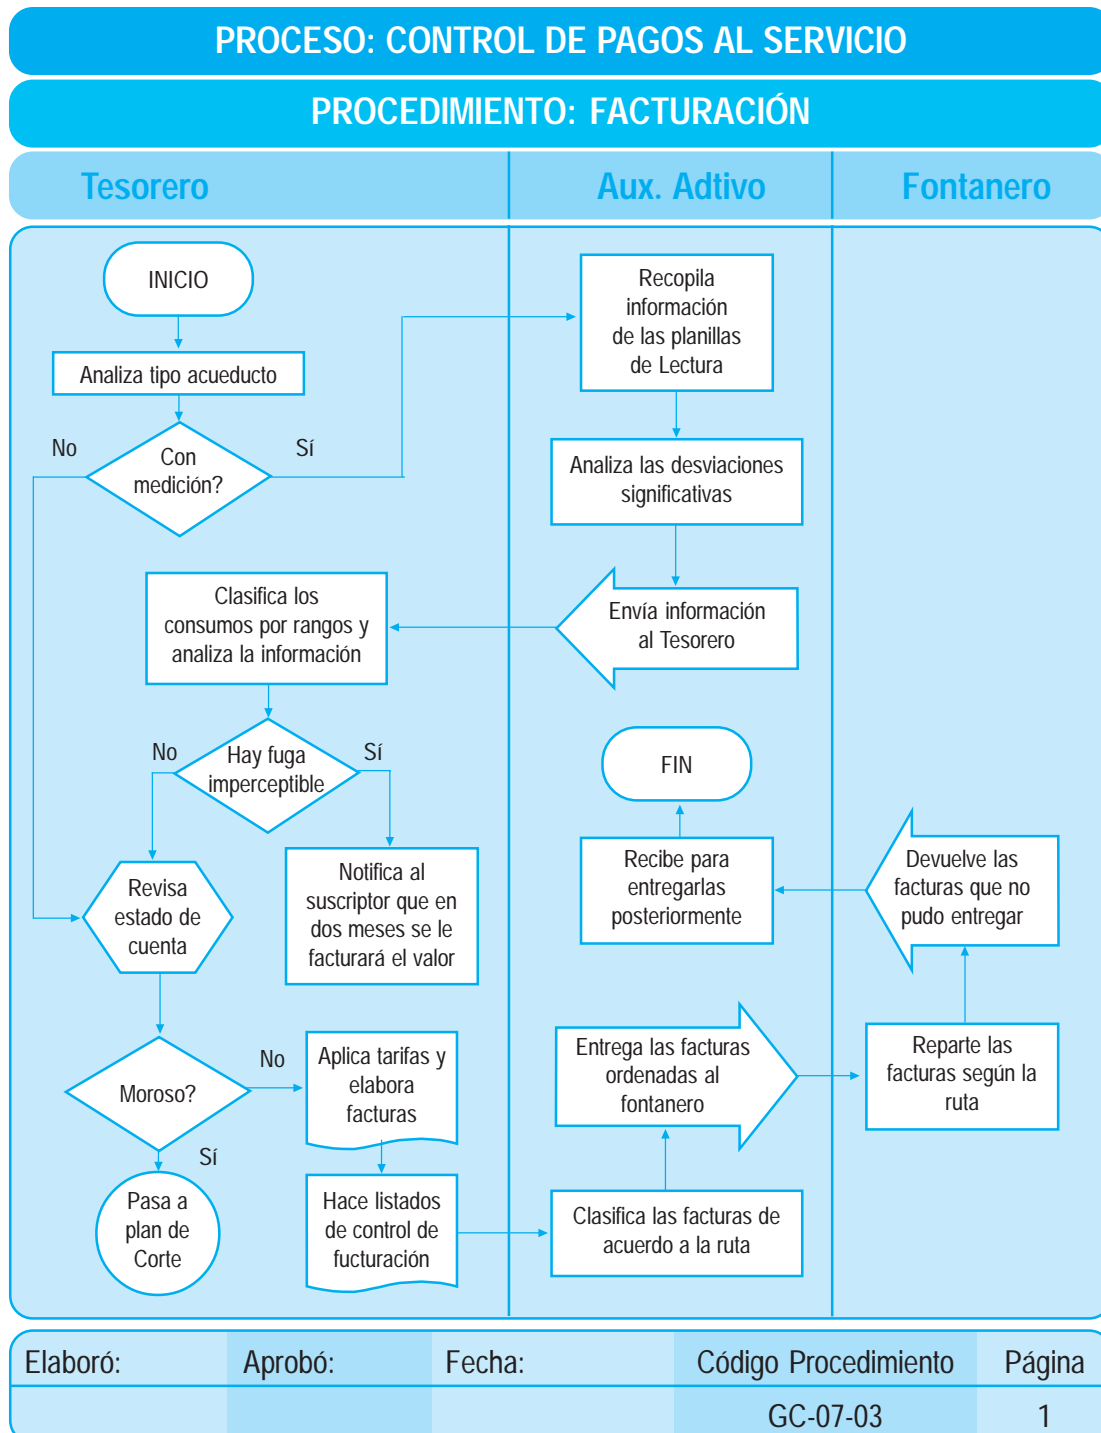 PROCESO: CONTROL DE PAGOS AL SERVICIO
PROCEDIMIENTO: FACTURACIÓN
Tesorero
Aux. Adtivo
Fontanero
INICIO
Analiza tipo acueducto
No
Con
medición?
Sí
Recopila
información
de las planillas
de Lectura
Analiza las desviaciones
significativas
Envía información
al Tesorero
Clasifica los
consumos por rangos y
analiza la información
No
Hay fuga
imperceptible
Sí
Notifica al
suscriptor que en
dos meses se le
facturará el valor
Revisa
estado de
cuenta
Moroso?
No
Sí
Pasa a
plan de
Corte
Aplica tarifas y
elabora
facturas
Hace listados
de control de
fucturación
Clasifica las facturas de
acuerdo a la ruta
Entrega las facturas
ordenadas al
fontanero
Reparte las
facturas según la
ruta
Devuelve las
facturas que no
pudo entregar
Recibe para
entregarlas
posteriormente
FIN
Elaboró:
Aprobó:
Fecha:
Código Procedimiento
Página
GC-07-03
1